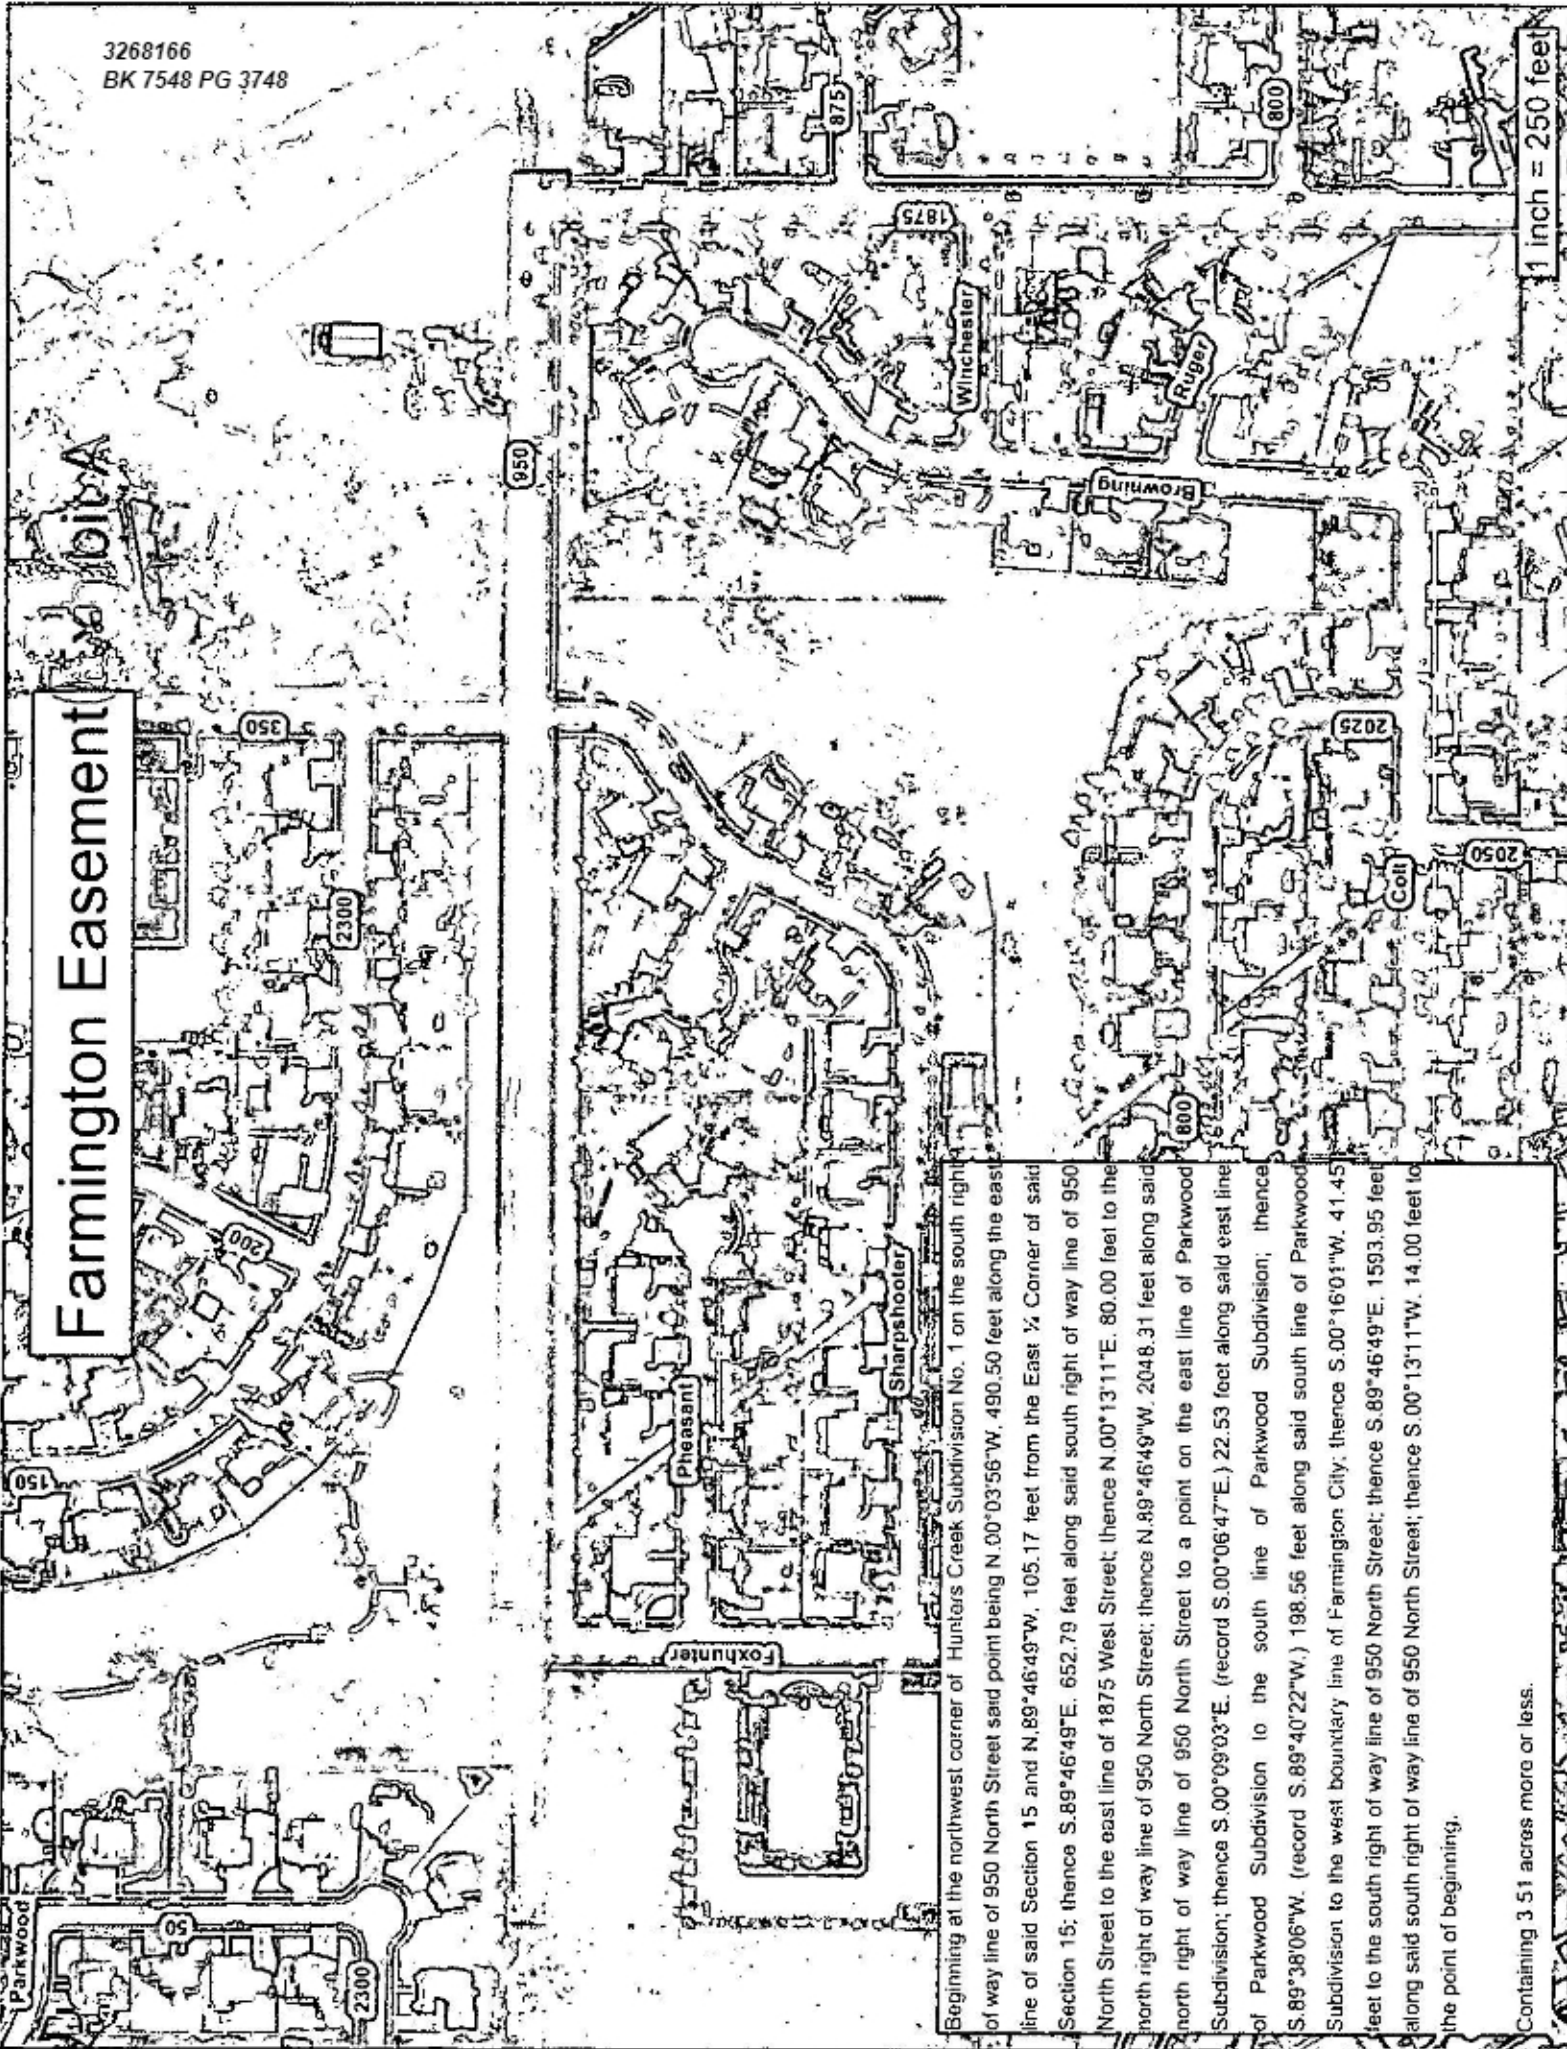 3268166
BK 7548 PG 3748
Farmington Easement
Parkwood
50
2300
150
200
2300
350
950
875
800
1875
Winchester
Ruger
Browning
Pheasant
Sharpshooter
Foxhunter
800
Colt
2025
2050
1 inch = 250 feet
Beginning at the northwest corner of Hunters Creek Subdivision No. 1 on the south right
of way line of 950 North Street said point being N.00°03'56"W. 490.50 feet along the east
line of said Section 15 and N.89°46'49"W. 105.17 feet from the East ¼ Corner of said
Section 15; thence S.89°46'49"E. 652.79 feet along said south right of way line of 950
North Street to the east line of 1875 West Street; thence N.00°13'11"E. 80.00 feet to the
north right of way line of 950 North Street; thence N.89°46'49"W. 2048.31 feet along said
north right of way line of 950 North Street to a point on the east line of Parkwood
Subdivision; thence S.00°09'03"E. (record S.00°06'47"E.) 22.53 feet along said east line
of Parkwood Subdivision to the south line of Parkwood Subdivision; thence
S.89°38'06"W. (record S.89°40'22"W.) 198.56 feet along said south line of Parkwood
Subdivision to the west boundary line of Farmington City; thence S.00°16'01"W. 41.45
feet to the south right of way line of 950 North Street; thence S.89°46'49"E. 1593.95 feet
along said south right of way line of 950 North Street; thence S.00°13'11"W. 14.00 feet to
the point of beginning.
Containing 3 51 acres more or less.